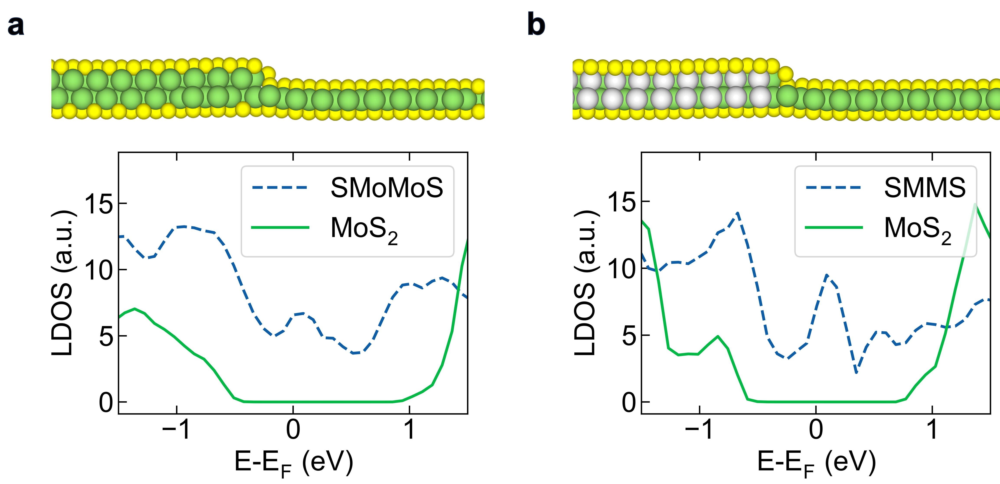 a
b
SMoMoS
MoS2
15
10
5
0
LDOS (a.u.)
−1
0
1
E-EF (eV)
SMMS
MoS2
15
10
5
0
LDOS (a.u.)
−1
0
1
E-EF (eV)